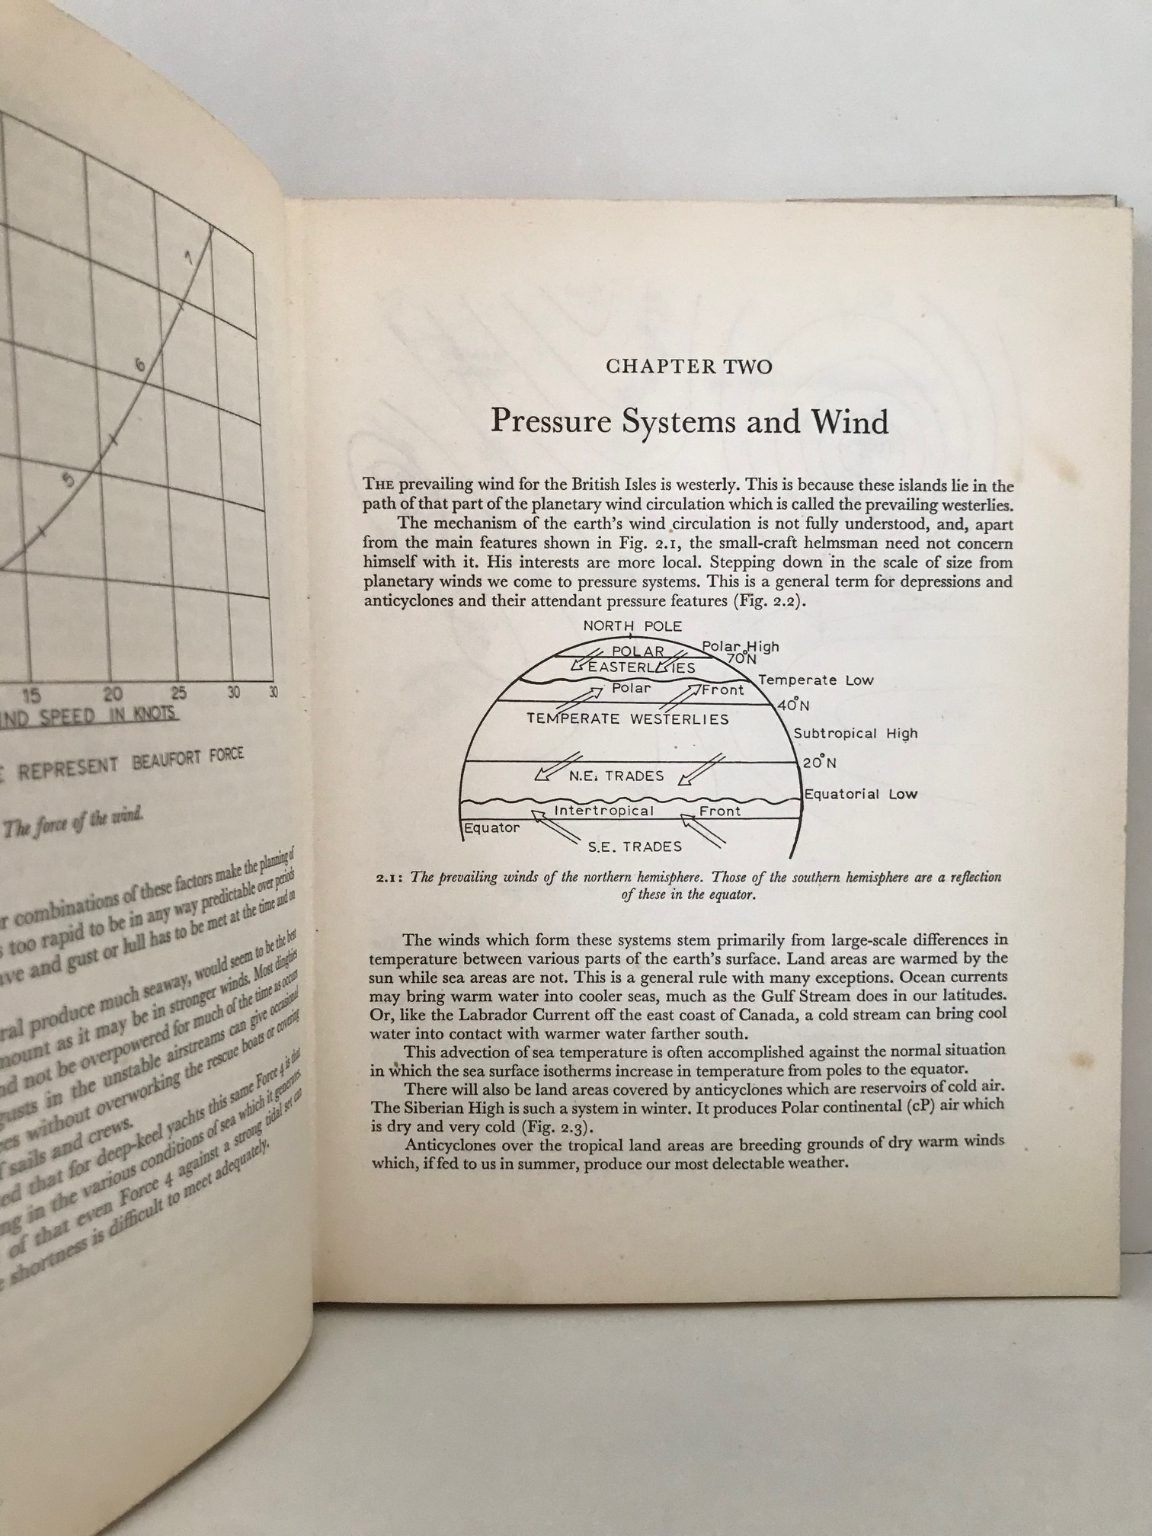 7
6
5
15 20 25 30 30
WIND SPEED IN KNOTS
REPRESENT BEAUFORT FORCE
The force of the wind.
combinations of these factors make the planning of
too rapid to be in any way predictable over periods
and gust or lull has to be met at the time and on
produce much seaway, would seem to be the best
as it may be in stronger winds. Most dinghies
not be overpowered for much of the time as occurs
in the unstable airstreams can give occasional
without overworking the rescue boats or covering
sails and crews.
that for deep-keel yachts this same Force 4 is that
in the various conditions of sea which it generates.
of that even Force 4 against a strong tidal set can
shortness is difficult to meet adequately.
CHAPTER TWO
Pressure Systems and Wind
THE prevailing wind for the British Isles is westerly. This is because these islands lie in the
path of that part of the planetary wind circulation which is called the prevailing westerlies.
The mechanism of the earth's wind circulation is not fully understood, and, apart
from the main features shown in Fig. 2.1, the small-craft helmsman need not concern
himself with it. His interests are more local. Stepping down in the scale of size from
planetary winds we come to pressure systems. This is a general term for depressions and
anticyclones and their attendant pressure features (Fig. 2.2).
NORTH POLE
POLAR
Polar High
70°N
EASTERLIES
Temperate Low
Polar Front
40°N
TEMPERATE WESTERLIES
Subtropical High
20°N
N.E. TRADES
Equatorial Low
Intertropical Front
Equator
S.E. TRADES
2.1: The prevailing winds of the northern hemisphere. Those of the southern hemisphere are a reflection
of these in the equator.
The winds which form these systems stem primarily from large-scale differences in
temperature between various parts of the earth's surface. Land areas are warmed by the
sun while sea areas are not. This is a general rule with many exceptions. Ocean currents
may bring warm water into cooler seas, much as the Gulf Stream does in our latitudes.
Or, like the Labrador Current off the east coast of Canada, a cold stream can bring cool
water into contact with warmer water farther south.
This advection of sea temperature is often accomplished against the normal situation
in which the sea surface isotherms increase in temperature from poles to the equator.
There will also be land areas covered by anticyclones which are reservoirs of cold air.
The Siberian High is such a system in winter. It produces Polar continental (cP) air which
is dry and very cold (Fig. 2.3).
Anticyclones over the tropical land areas are breeding grounds of dry warm winds
which, if fed to us in summer, produce our most delectable weather.